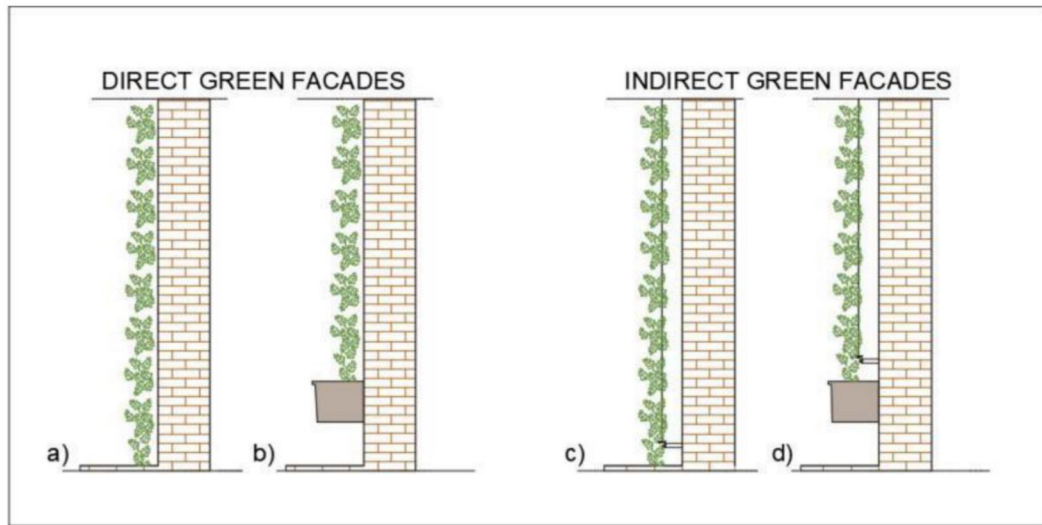 DIRECT GREEN FACADES
INDIRECT GREEN FACADES
a)
b)
c)
d)